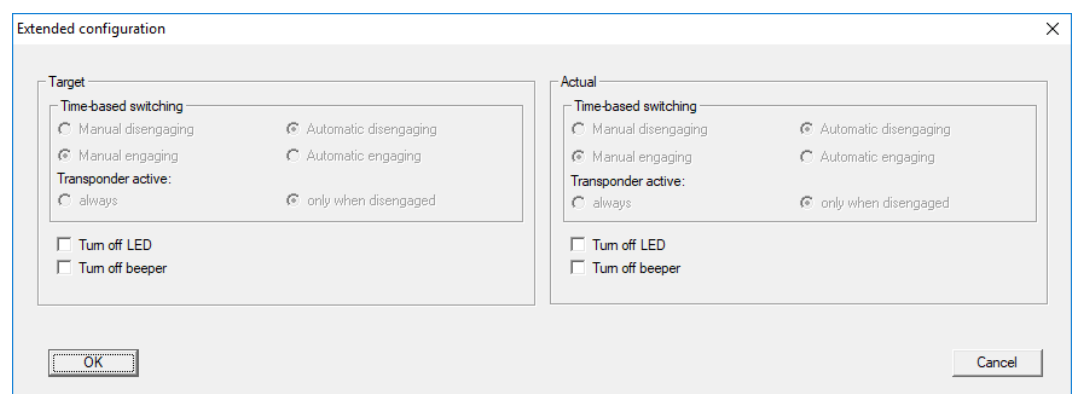 Extended configuration
Target
Time-based switching
Manual disengaging
Automatic disengaging
Manual engaging
Automatic engaging
Transponder active:
always
only when disengaged
Turn off LED
Turn off beeper
Actual
Time-based switching
Manual disengaging
Automatic disengaging
Manual engaging
Automatic engaging
Transponder active:
always
only when disengaged
Turn off LED
Turn off beeper
OK
Cancel